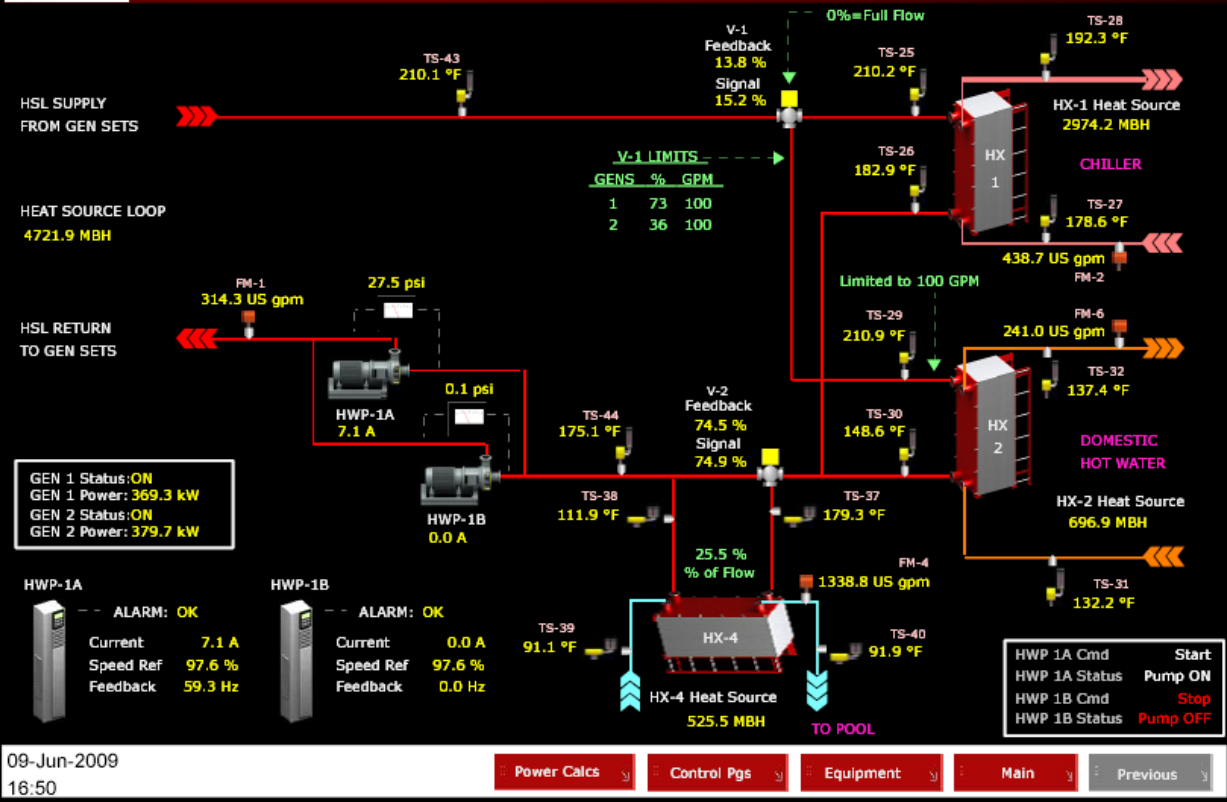 0%=Full Flow
TS-28
192.3 °F
V-1
Feedback
13.8 %
Signal
15.2 %
TS-43
210.1 °F
TS-25
210.2 °F
HSL SUPPLY
FROM GEN SETS
HX-1 Heat Source
2974.2 MBH
V-1 LIMITS
GENS % GPM
1 73 100
2 36 100
TS-26
182.9 °F
HX
1
CHILLER
TS-27
178.6 °F
HEAT SOURCE LOOP
4721.9 MBH
438.7 US gpm
FM-2
FM-1
314.3 US gpm
27.5 psi
Limited to 100 GPM
TS-29
210.9 °F
FM-6
241.0 US gpm
HSL RETURN
TO GEN SETS
TS-32
137.4 °F
HWP-1A
7.1 A
0.1 psi
V-2
Feedback
74.5 %
Signal
74.9 %
TS-44
175.1 °F
TS-30
148.6 °F
HX
2
DOMESTIC
HOT WATER
GEN 1 Status:ON
GEN 1 Power: 369.3 kW
GEN 2 Status:ON
GEN 2 Power: 379.7 kW
HWP-1B
0.0 A
TS-38
111.9 °F
TS-37
179.3 °F
HX-2 Heat Source
696.9 MBH
25.5 %
% of Flow
FM-4
1338.8 US gpm
TS-31
132.2 °F
HWP-1A
ALARM: OK
Current 7.1 A
Speed Ref 97.6 %
Feedback 59.3 Hz
HWP-1B
ALARM: OK
Current 0.0 A
Speed Ref 97.6 %
Feedback 0.0 Hz
TS-39
91.1 °F
HX-4
TS-40
91.9 °F
HX-4 Heat Source
525.5 MBH
TO POOL
HWP 1A Cmd Start
HWP 1A Status Pump ON
HWP 1B Cmd Stop
HWP 1B Status Pump OFF
09-Jun-2009
16:50
Power Calcs
Control Pgs
Equipment
Main
Previous